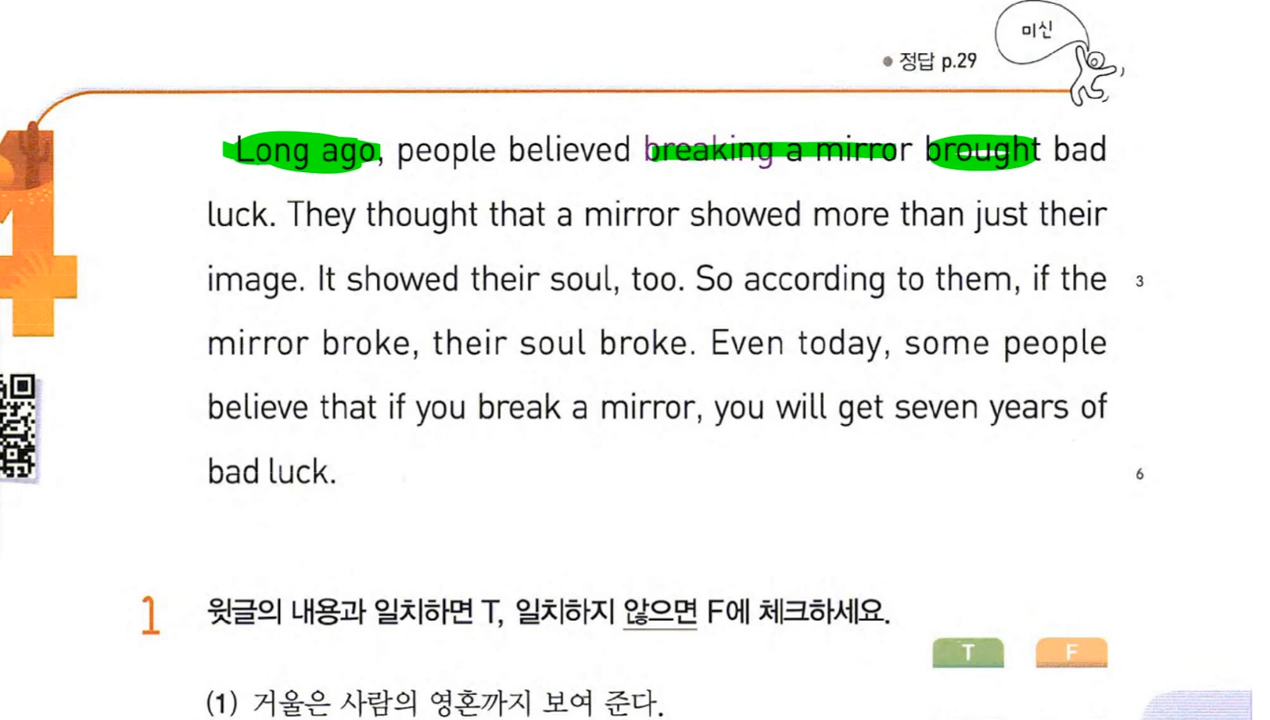 미신
● 정답 p.29
4
Long ago, people believed breaking a mirror brought bad
luck. They thought that a mirror showed more than just their
image. It showed their soul, too. So according to them, if the 3
mirror broke, their soul broke. Even today, some people
believe that if you break a mirror, you will get seven years of
bad luck. 6
1 윗글의 내용과 일치하면 T, 일치하지 않으면 F에 체크하세요.
T F
(1) 거울은 사람의 영혼까지 보여 준다.